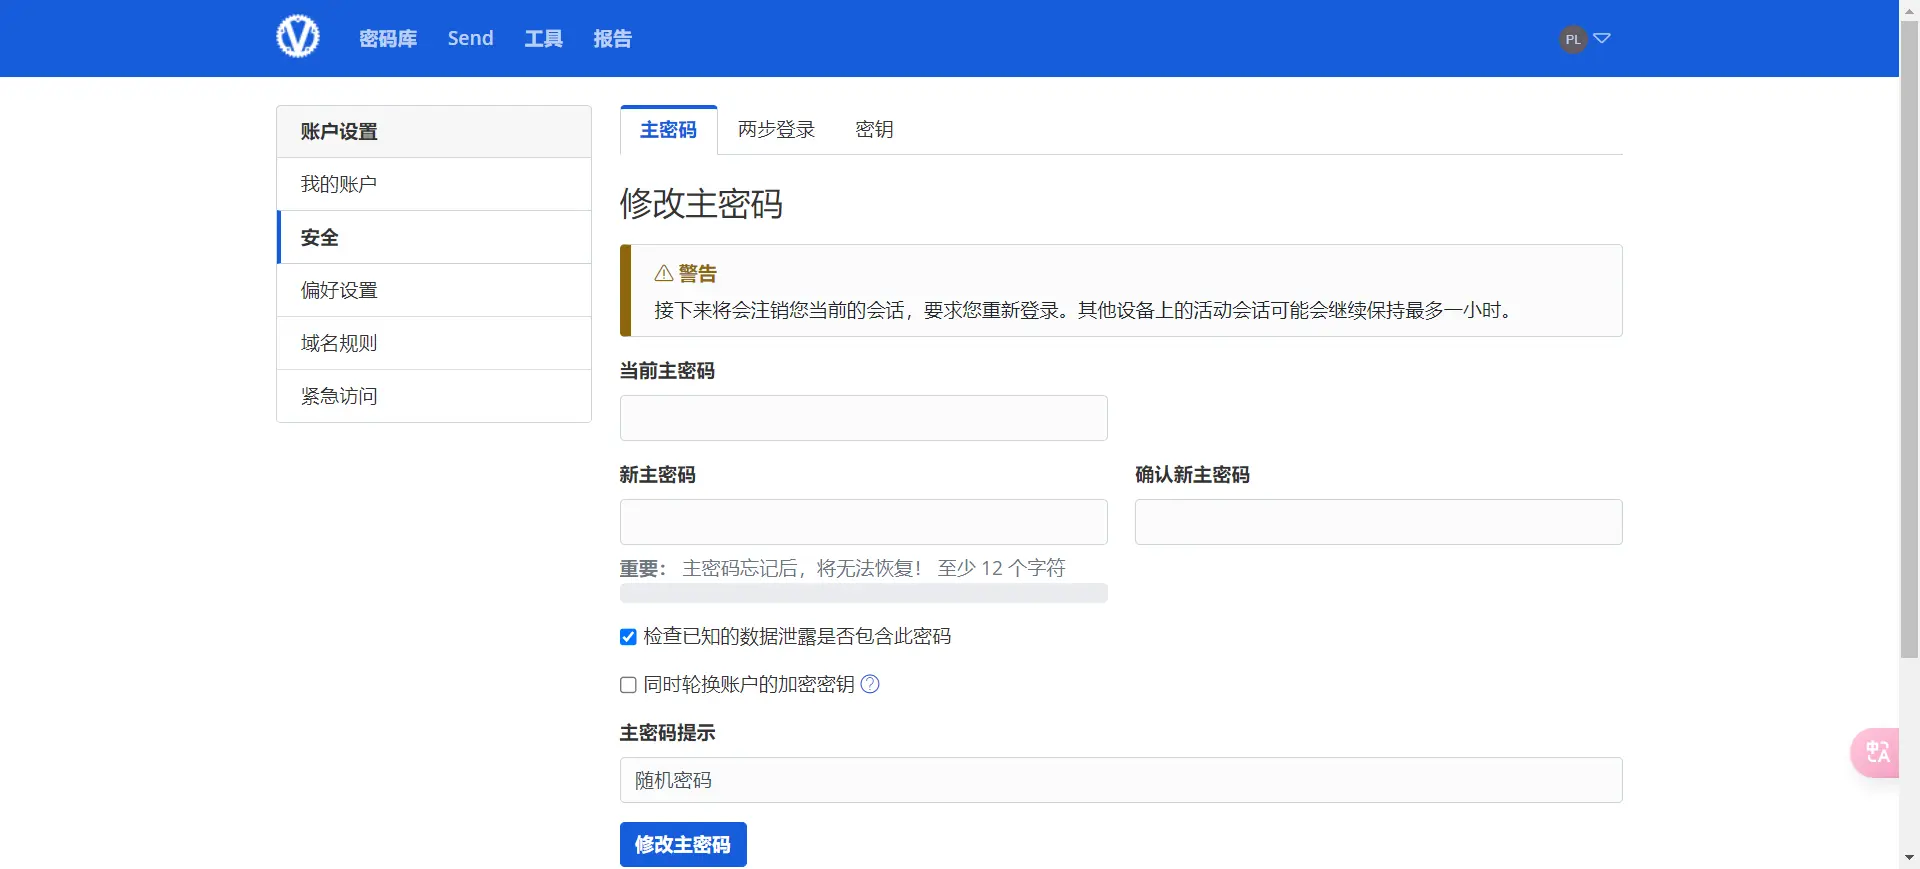 密码库 Send 工具 报告
PL
账户设置
我的账户
安全
偏好设置
域名规则
紧急访问
主密码 两步登录 密钥
修改主密码
警告
接下来将会注销您当前的会话，要求您重新登录。其他设备上的活动会话可能会继续保持最多一小时。
当前主密码
新主密码
确认新主密码
重要： 主密码忘记后，将无法恢复！ 至少 12 个字符
检查已知的数据泄露是否包含此密码
同时轮换账户的加密密钥
主密码提示
随机密码
修改主密码